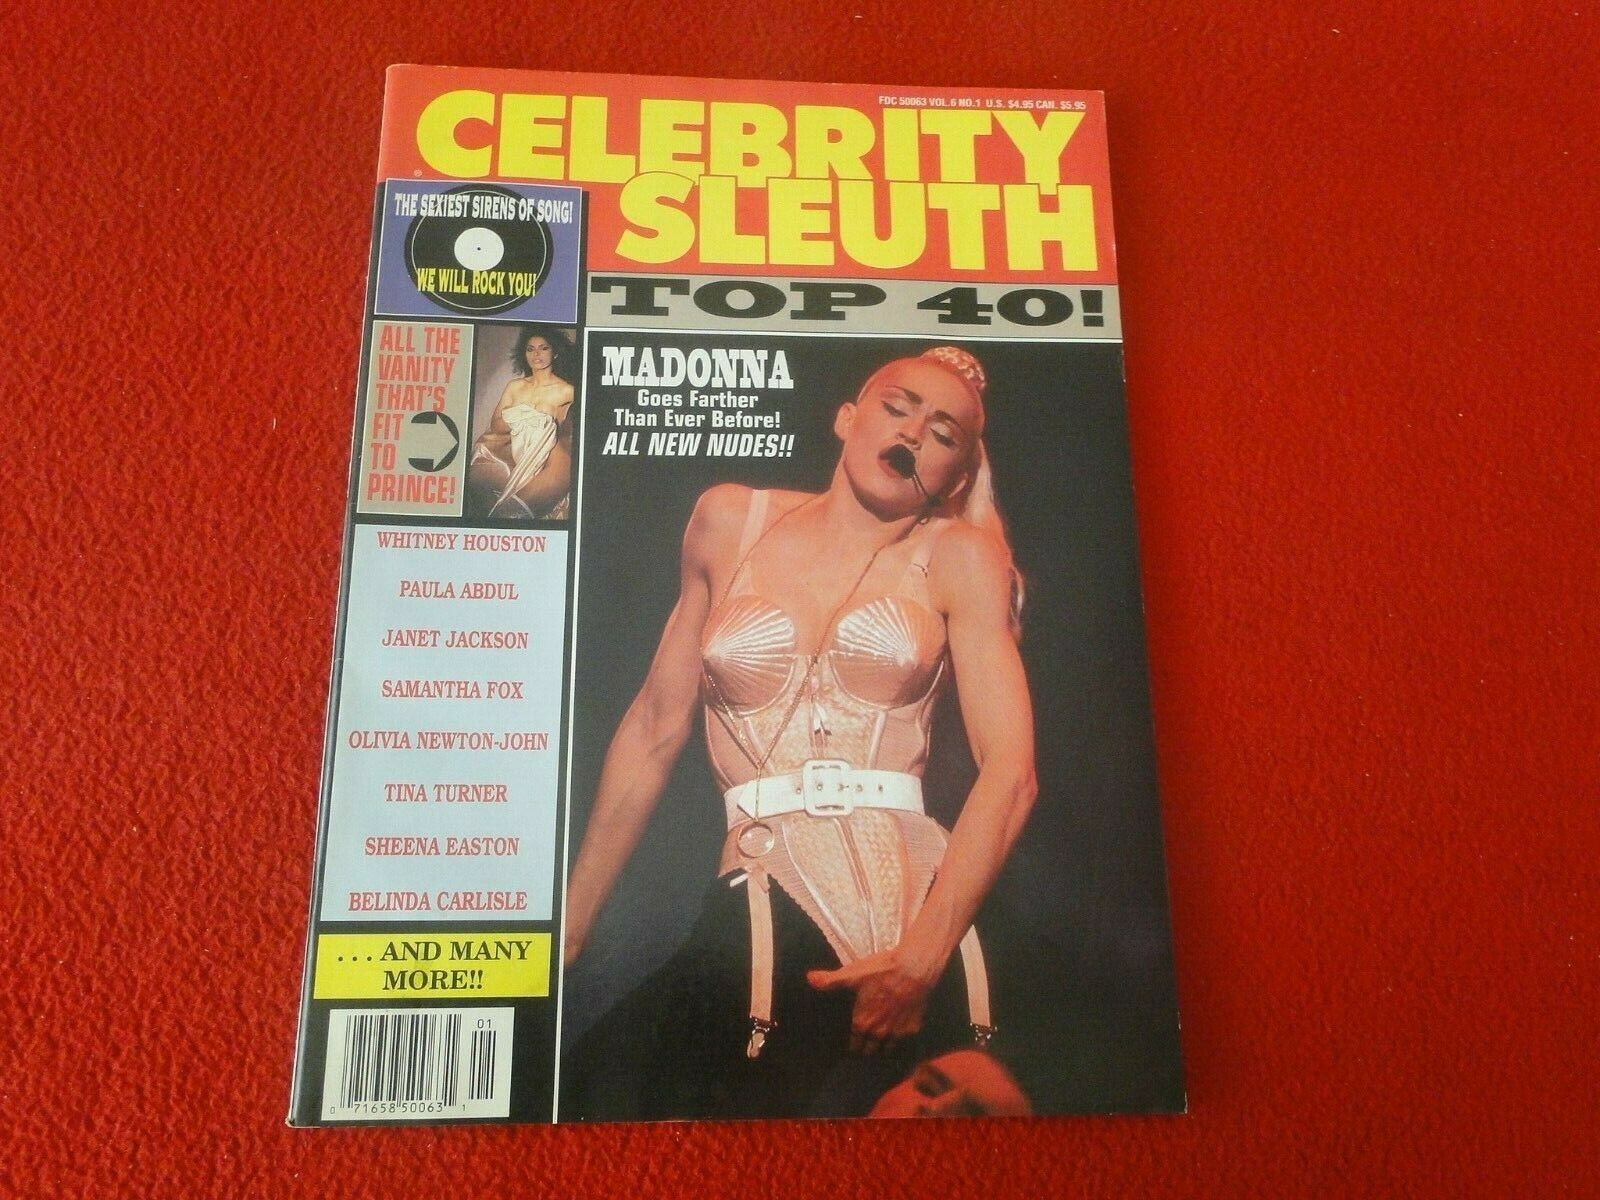 FDC 50063 VOL.6 NO.1 U.S. $4.95 CAN. $5.95
CELEBRITY
SLEUTH
®
THE SEXIEST SIRENS OF SONG!
WE WILL ROCK YOU!
TOP 40!
ALL THE
VANITY
THAT'S
FIT
TO
PRINCE!
MADONNA
Goes Farther
Than Ever Before!
ALL NEW NUDES!!
WHITNEY HOUSTON
PAULA ABDUL
JANET JACKSON
SAMANTHA FOX
OLIVIA NEWTON-JOHN
TINA TURNER
SHEENA EASTON
BELINDA CARLISLE
...AND MANY
MORE!!
01
0 71658 50063 1